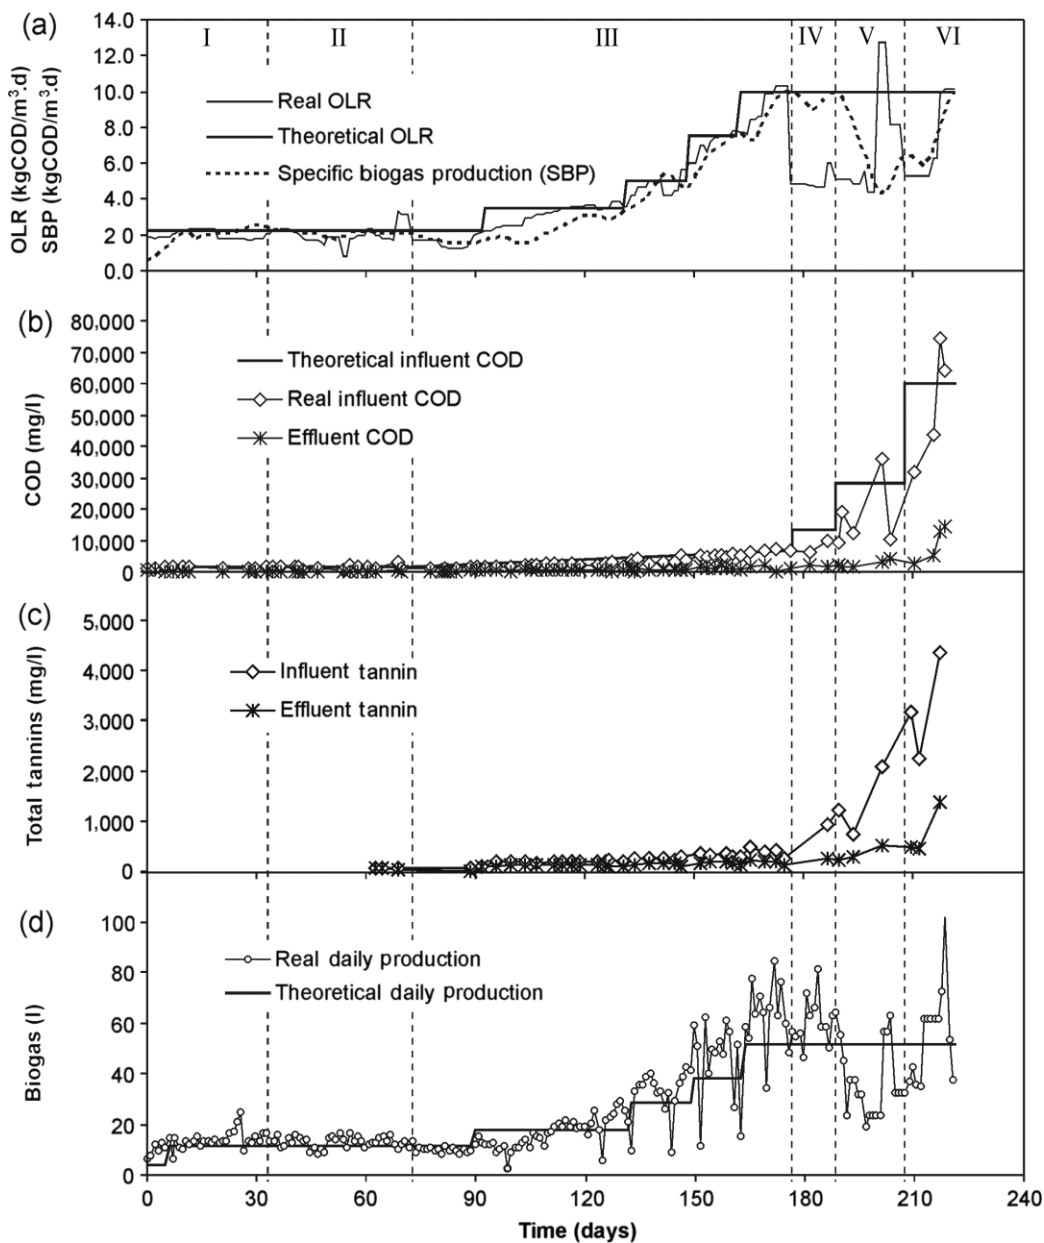 (a)
OLR (kgCOD/m³.d)
SBP (kgCOD/m³.d)
14.0
12.0
10.0
8.0
6.0
4.0
2.0
0.0
I II III IV V VI
Real OLR
Theoretical OLR
Specific biogas production (SBP)
(b)
COD (mg/l)
80,000
70,000
60,000
50,000
40,000
30,000
20,000
10,000
0
Theoretical influent COD
Real influent COD
Effluent COD
(c)
Total tannins (mg/l)
5,000
4,000
3,000
2,000
1,000
0
Influent tannin
Effluent tannin
(d)
Biogas (l)
100
80
60
40
20
0
Real daily production
Theoretical daily production
0 30 60 90 120 150 180 210 240
Time (days)